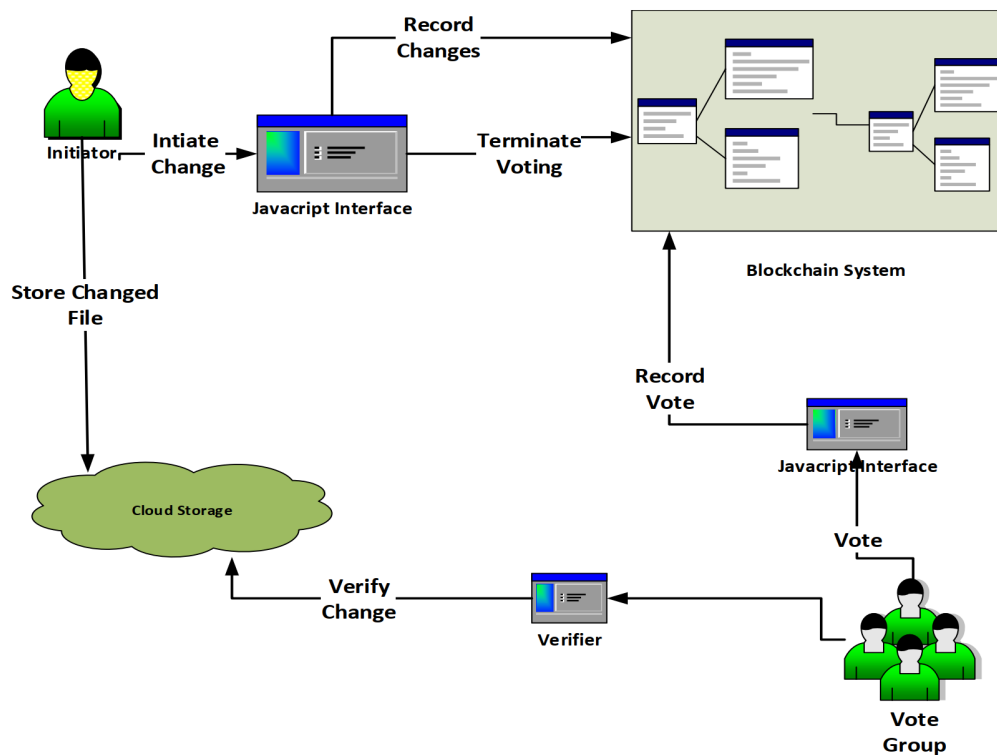 Record
Changes
Initiator
Intiate
Change
Javacript Interface
Terminate
Voting
Blockchain System
Store Changed
File
Record
Vote
Javacript Interface
Cloud Storage
Vote
Verify
Change
Verifier
Vote
Group